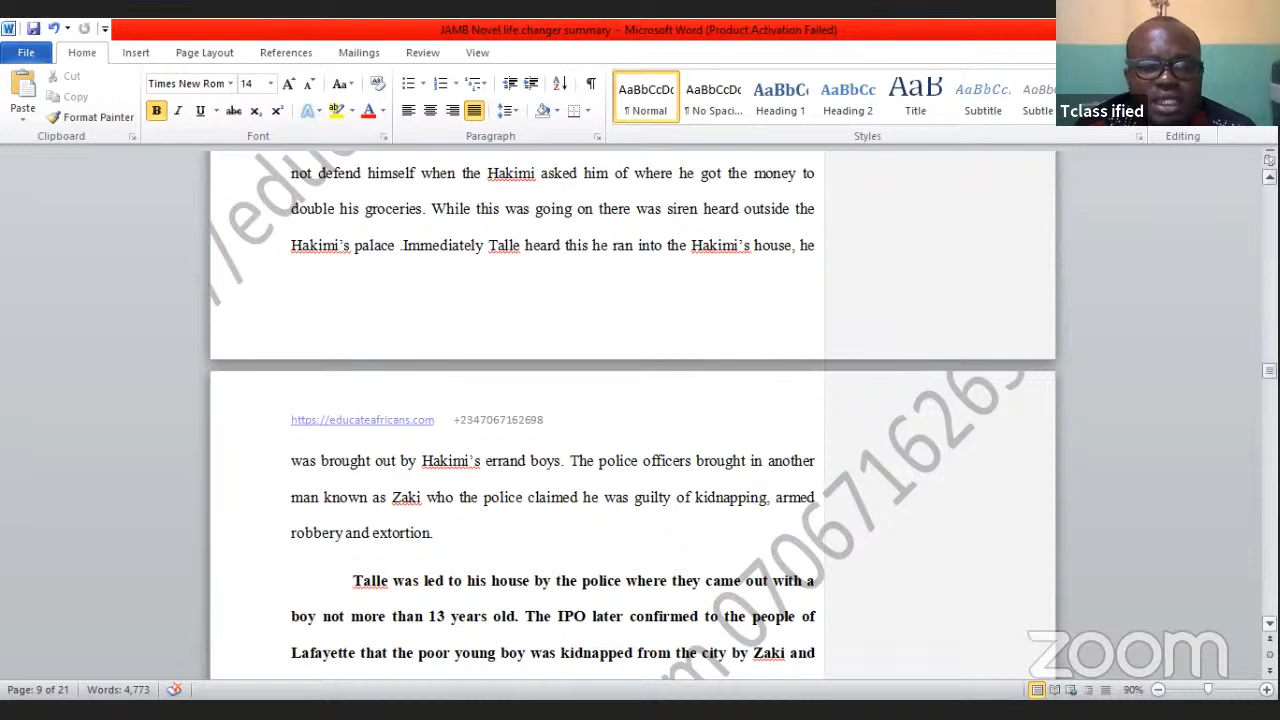 JAMB Novel life changer summary - Microsoft Word (Product Activation Failed)
File Home Insert Page Layout References Mailings Review View
Tclass ified
Paste
Cut
Copy
Format Painter
Clipboard
Times New Rom 14
Font
Paragraph
AaBbCcDc AaBbCcDc AaBbC AaBbCc AaB AaBbCc.
¶ Normal ¶ No Spaci... Heading 1 Heading 2 Title Subtitle Subtle
Styles
Editing
not defend himself when the Hakimi asked him of where he got the money to
double his groceries. While this was going on there was siren heard outside the
Hakimi's palace .Immediately Talle heard this he ran into the Hakimi's house, he
https://educateafricans.com +2347067162698
was brought out by Hakimi's errand boys. The police officers brought in another
man known as Zaki who the police claimed he was guilty of kidnapping, armed
robbery and extortion.
Talle was led to his house by the police where they came out with a
boy not more than 13 years old. The IPO later confirmed to the people of
Lafayette that the poor young boy was kidnapped from the city by Zaki and
zoom
Page: 9 of 21 Words: 4,773 90%